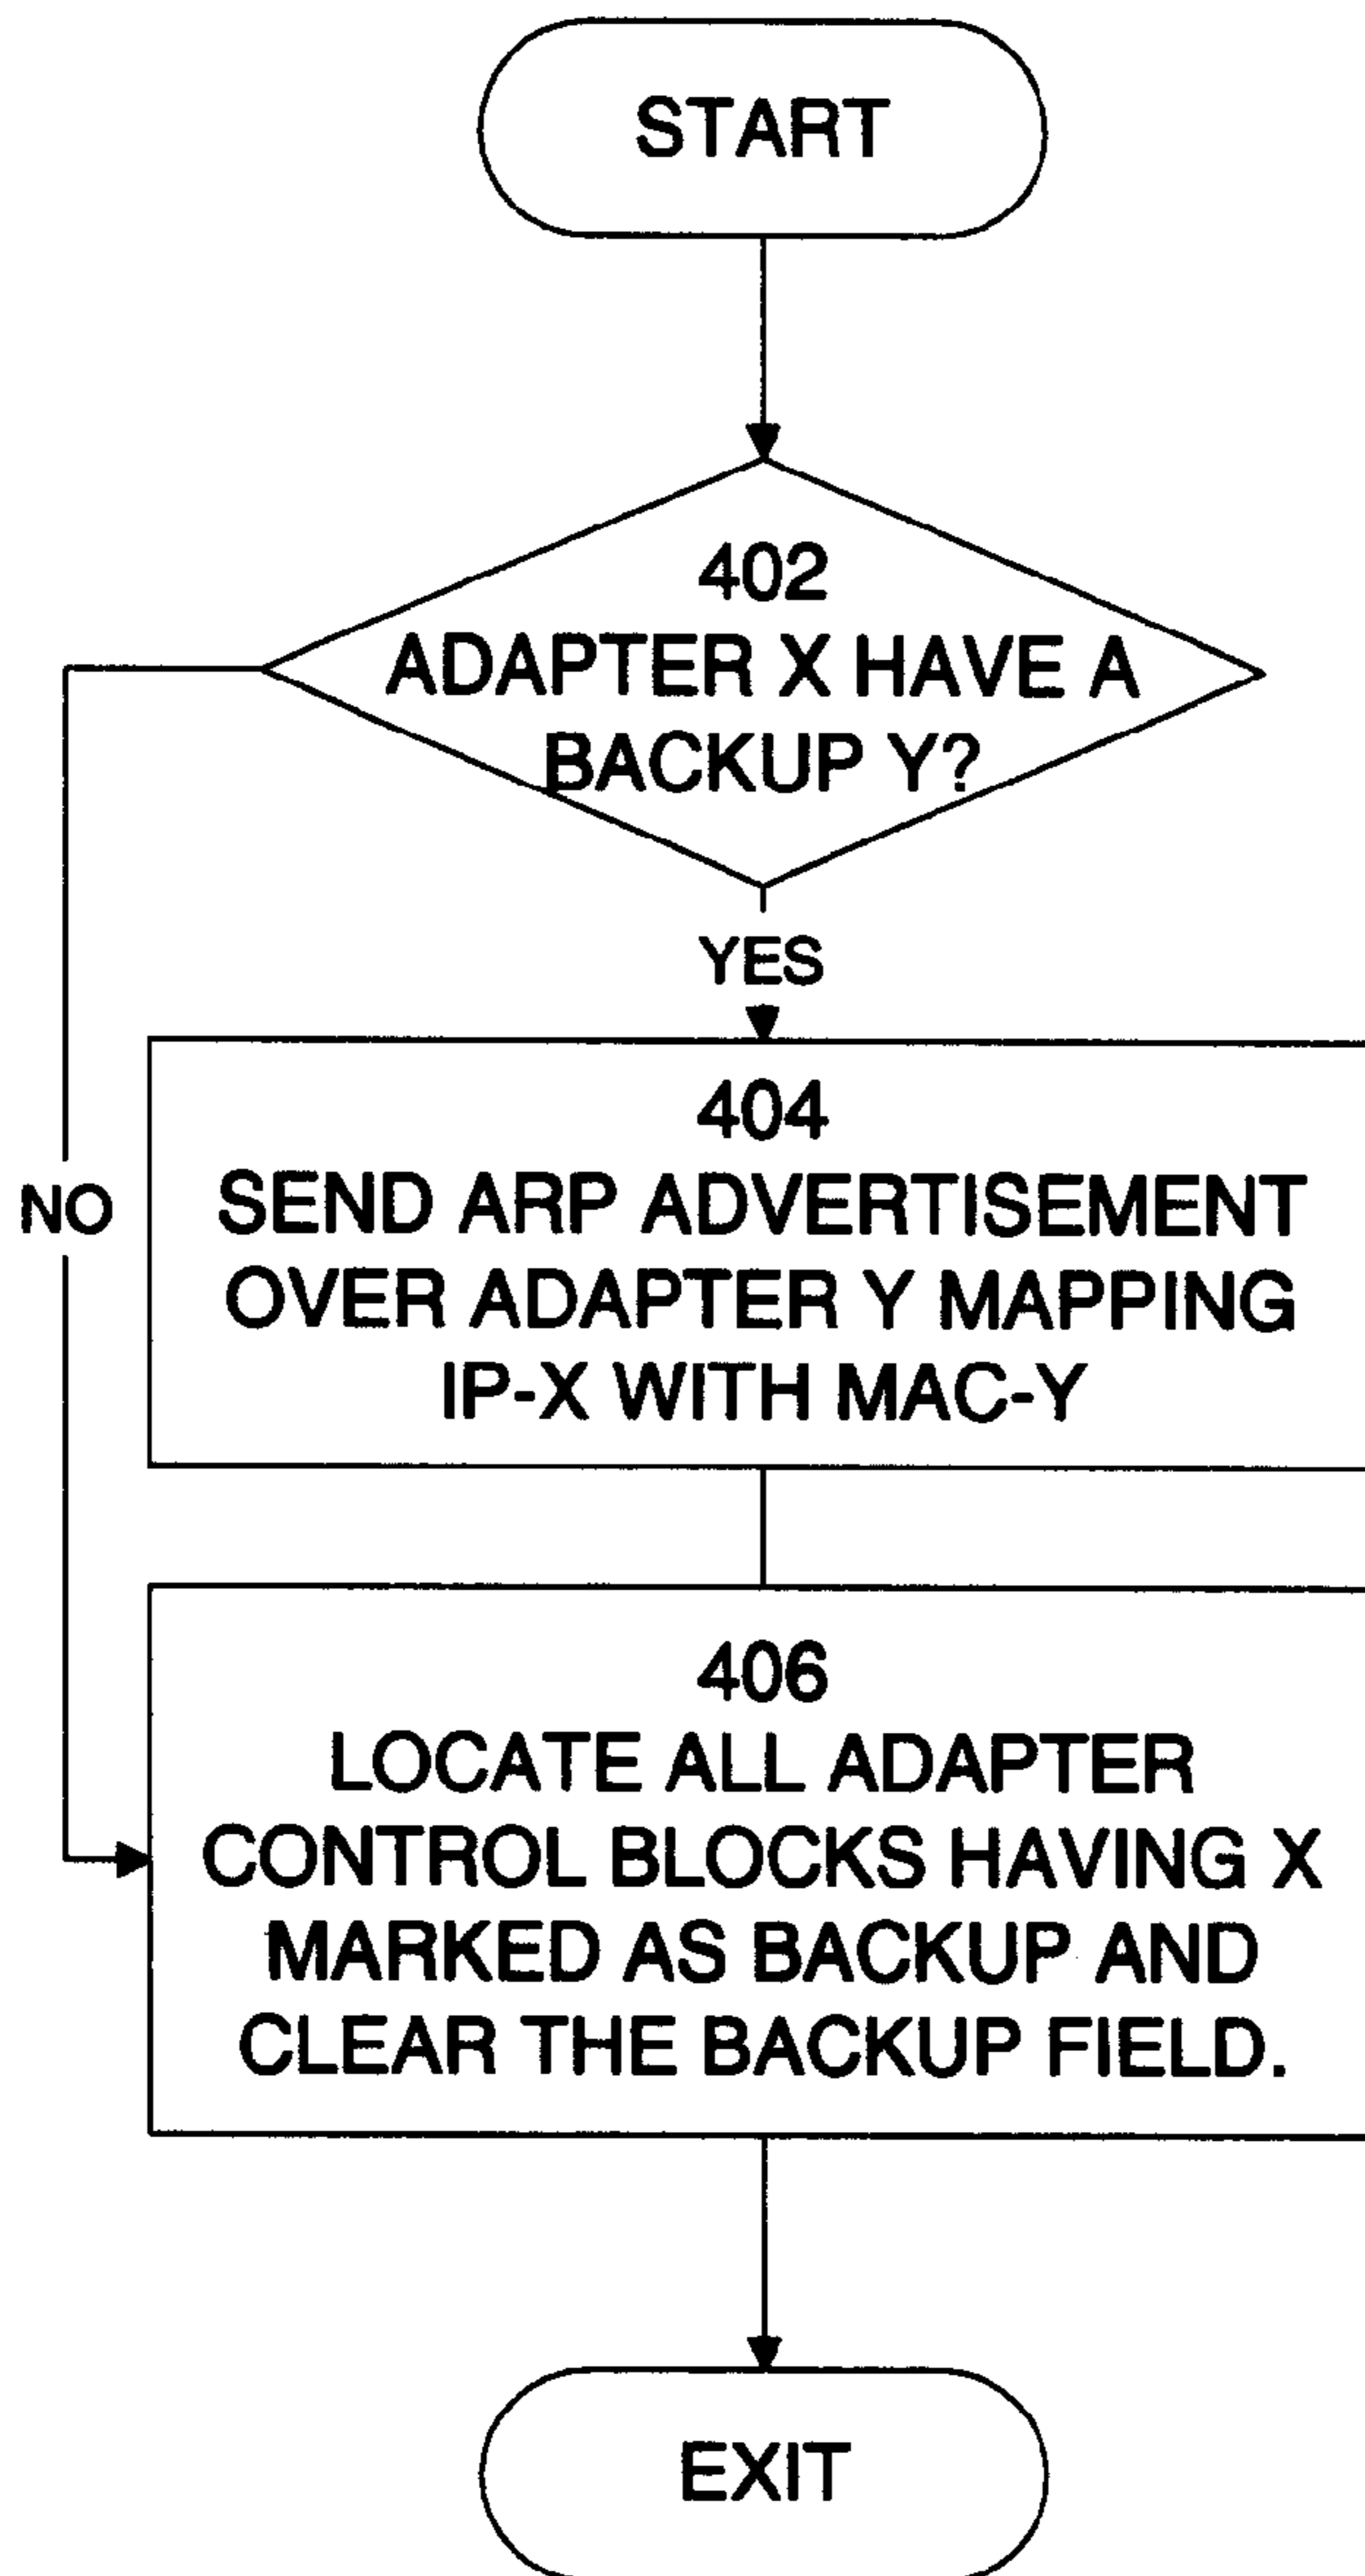 START
402
ADAPTER X HAVE A
BACKUP Y?
YES
404
SEND ARP ADVERTISEMENT
OVER ADAPTER Y MAPPING
IP-X WITH MAC-Y
NO
406
LOCATE ALL ADAPTER
CONTROL BLOCKS HAVING X
MARKED AS BACKUP AND
CLEAR THE BACKUP FIELD.
EXIT